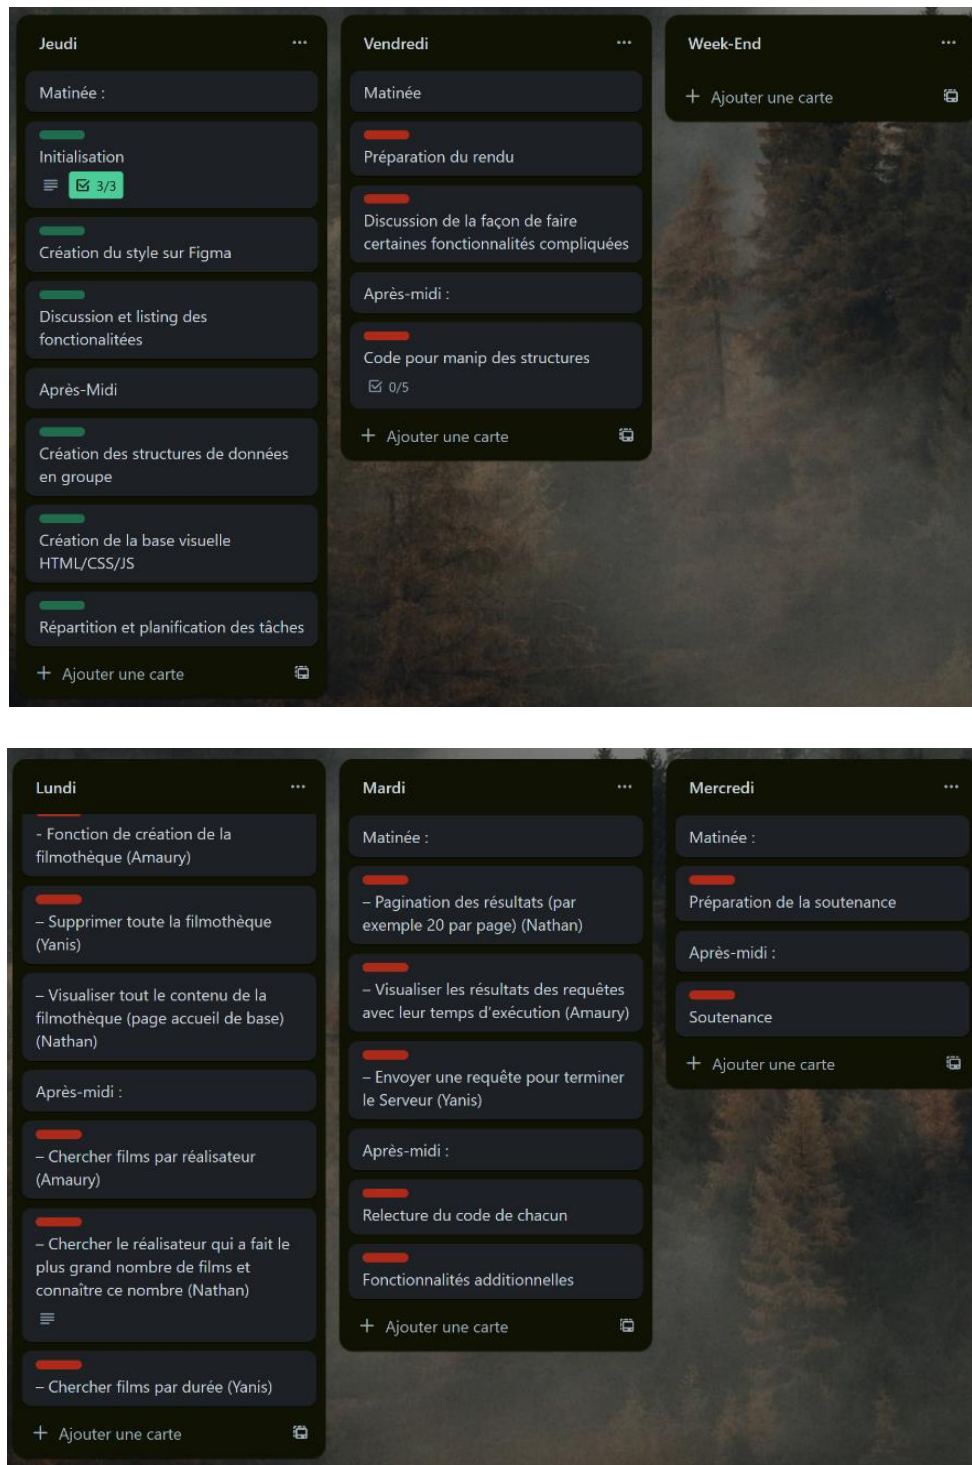 Jeudi
Matinée :
Initialisation
3/3
Création du style sur Figma
Discussion et listing des
fonctionalitées
Après-Midi
Création des structures de données
en groupe
Création de la base visuelle
HTML/CSS/JS
Répartition et planification des tâches
+ Ajouter une carte
Vendredi
Matinée
Préparation du rendu
Discussion de la façon de faire
certaines fonctionnalités compliquées
Après-midi :
Code pour manip des structures
0/5
+ Ajouter une carte
Week-End
+ Ajouter une carte
Lundi
- Fonction de création de la
filmothèque (Amaury)
– Supprimer toute la filmothèque
(Yanis)
– Visualiser tout le contenu de la
filmothèque (page accueil de base)
(Nathan)
Après-midi :
– Chercher films par réalisateur
(Amaury)
– Chercher le réalisateur qui a fait le
plus grand nombre de films et
connaître ce nombre (Nathan)
– Chercher films par durée (Yanis)
+ Ajouter une carte
Mardi
Matinée :
– Pagination des résultats (par
exemple 20 par page) (Nathan)
– Visualiser les résultats des requêtes
avec leur temps d'exécution (Amaury)
– Envoyer une requête pour terminer
le Serveur (Yanis)
Après-midi :
Relecture du code de chacun
Fonctionnalités additionnelles
+ Ajouter une carte
Mercredi
Matinée :
Préparation de la soutenance
Après-midi :
Soutenance
+ Ajouter une carte